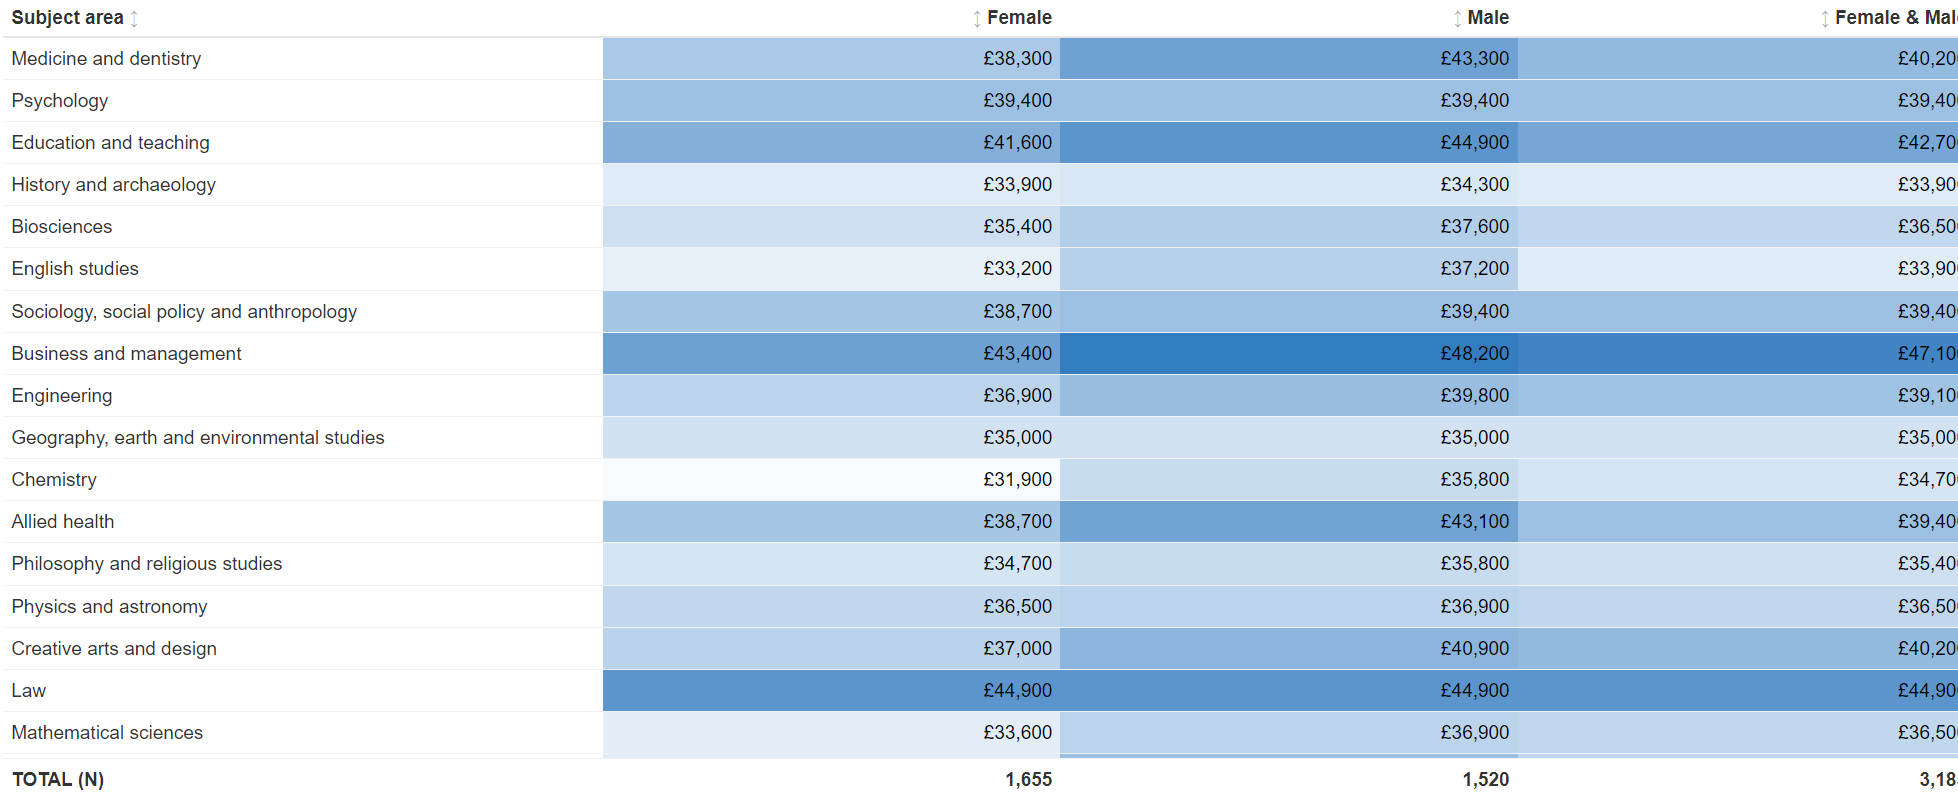 Subject area Female Male Female & Mal
Medicine and dentistry £38,300 £43,300 £40,20
Psychology £39,400 £39,400 £39,40
Education and teaching £41,600 £44,900 £42,70
History and archaeology £33,900 £34,300 £33,90
Biosciences £35,400 £37,600 £36,50
English studies £33,200 £37,200 £33,90
Sociology, social policy and anthropology £38,700 £39,400 £39,40
Business and management £43,400 £48,200 £47,10
Engineering £36,900 £39,800 £39,10
Geography, earth and environmental studies £35,000 £35,000 £35,00
Chemistry £31,900 £35,800 £34,70
Allied health £38,700 £43,100 £39,40
Philosophy and religious studies £34,700 £35,800 £35,40
Physics and astronomy £36,500 £36,900 £36,50
Creative arts and design £37,000 £40,900 £40,20
Law £44,900 £44,900 £44,90
Mathematical sciences £33,600 £36,900 £36,50
TOTAL (N) 1,655 1,520 3,18